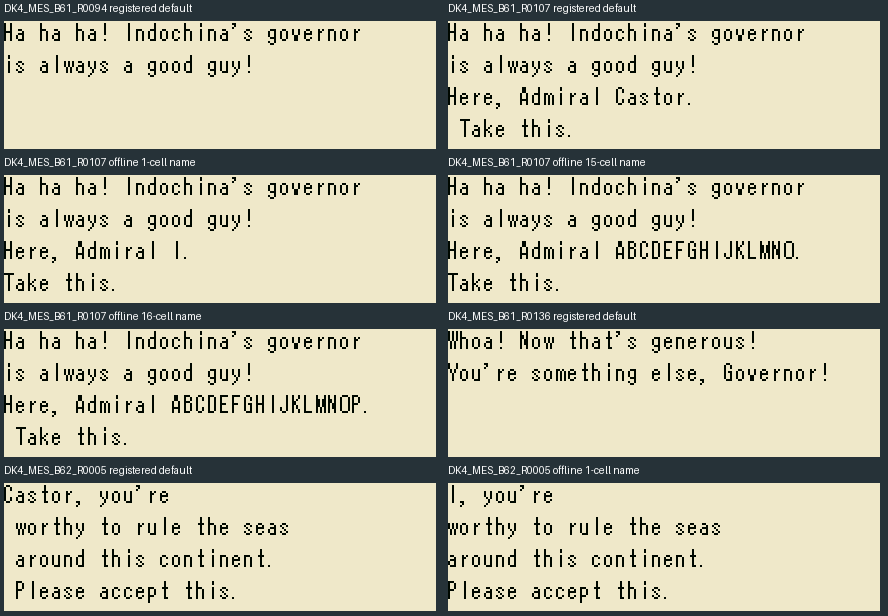 DK4_MES_B61_R0094 registered default
Ha ha ha! Indochina's governor
is always a good guy!
DK4_MES_B61_R0107 registered default
Ha ha ha! Indochina's governor
is always a good guy!
Here, Admiral Castor.
Take this.
DK4_MES_B61_R0107 offline 1-cell name
Ha ha ha! Indochina's governor
is always a good guy!
Here, Admiral I.
Take this.
DK4_MES_B61_R0107 offline 15-cell name
Ha ha ha! Indochina's governor
is always a good guy!
Here, Admiral ABCDEFGHIJKLMNO.
Take this.
DK4_MES_B61_R0107 offline 16-cell name
Ha ha ha! Indochina's governor
is always a good guy!
Here, Admiral ABCDEFGHIJKLMNOP.
Take this.
DK4_MES_B61_R0136 registered default
Whoa! Now that's generous!
You're something else, Governor!
DK4_MES_B62_R0005 registered default
Castor, you're
worthy to rule the seas
around this continent.
Please accept this.
DK4_MES_B62_R0005 offline 1-cell name
I, you're
worthy to rule the seas
around this continent.
Please accept this.